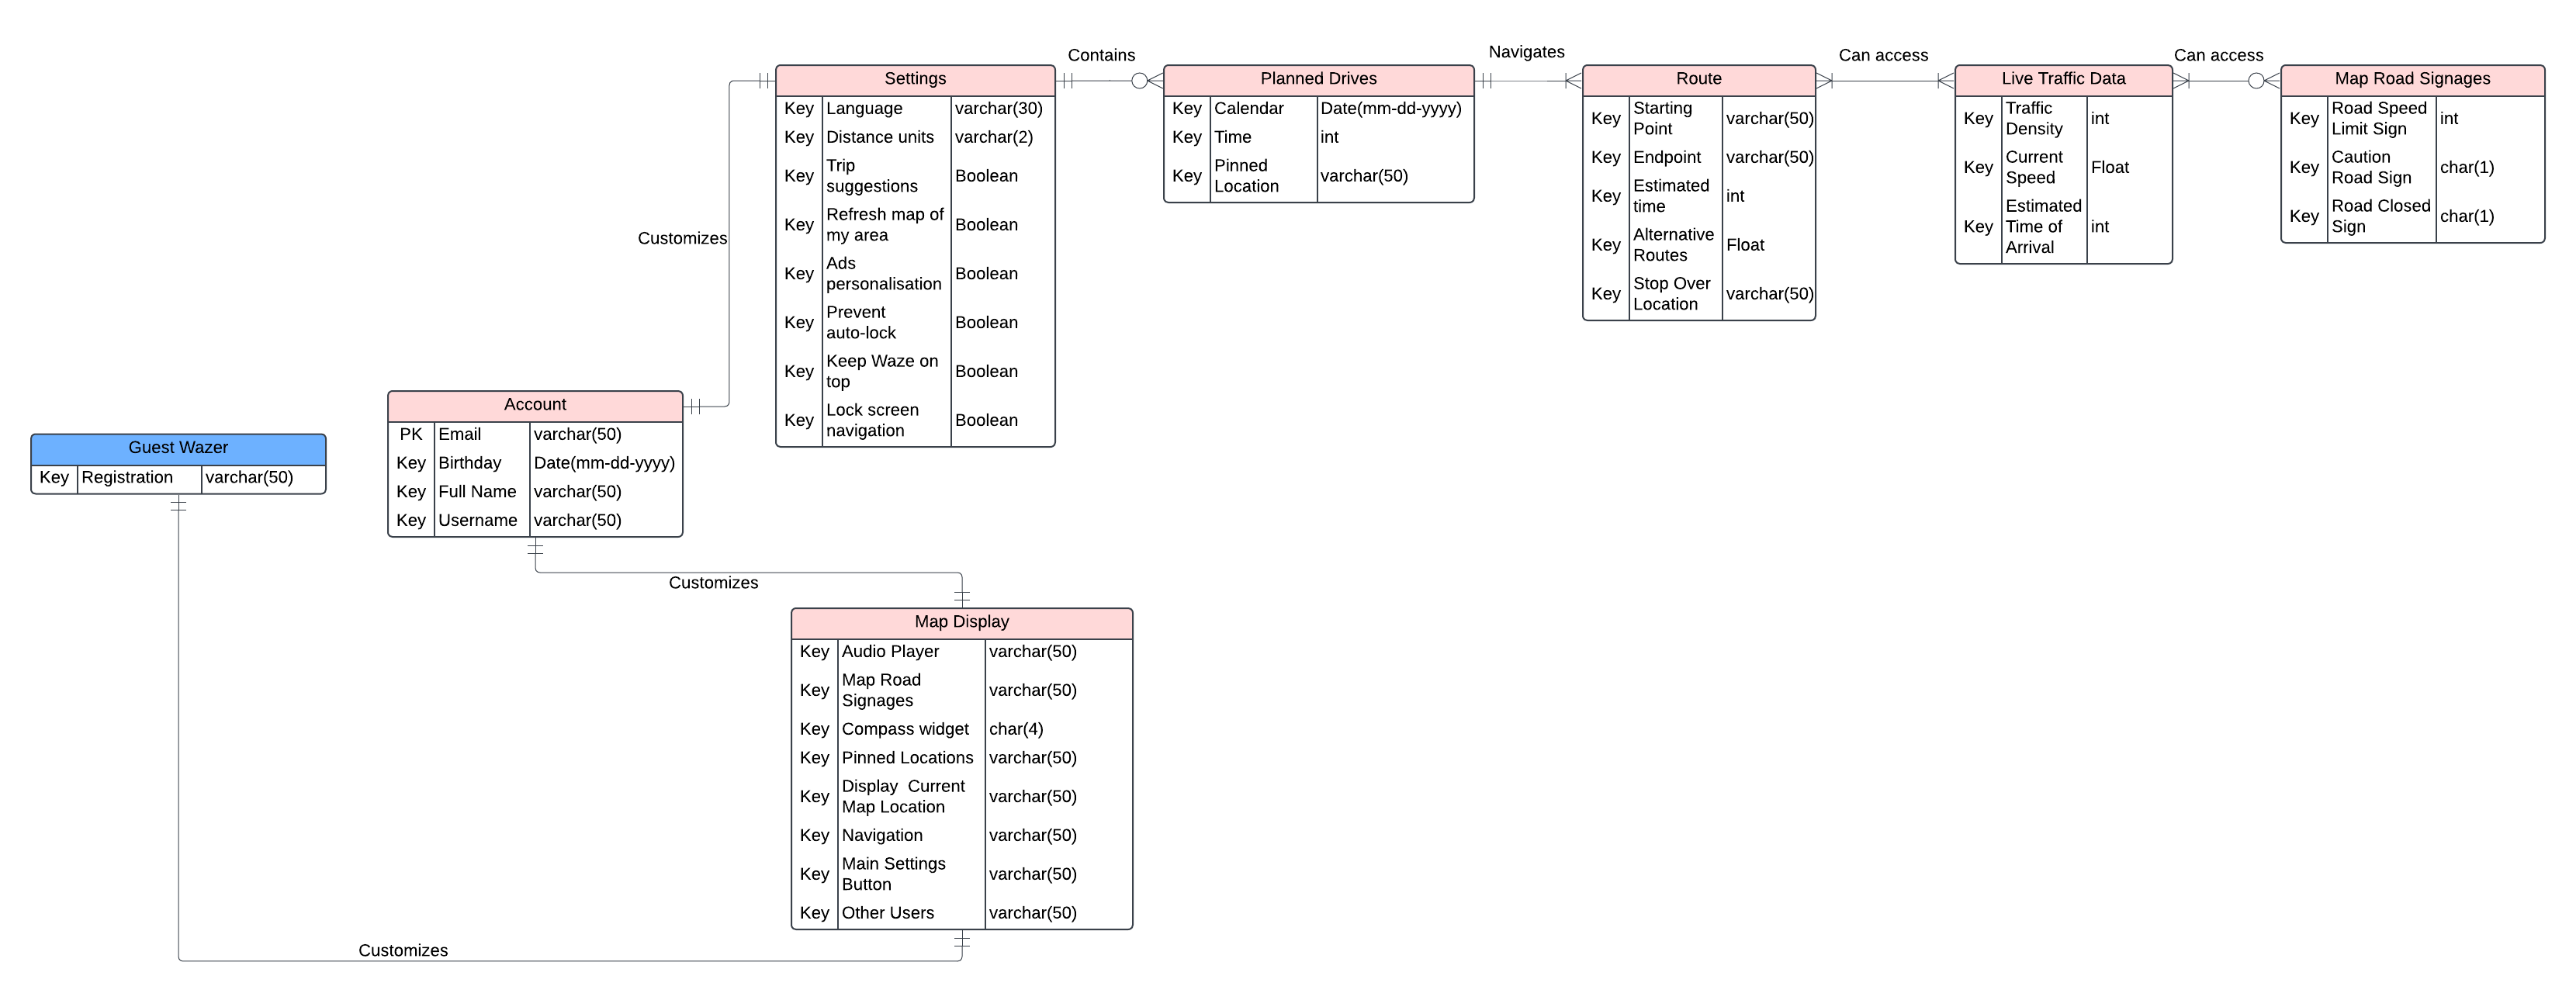 Contains
Navigates
Can access
Can access
Customizes
Settings
Key Language varchar(30)
Key Distance units varchar(2)
Key Trip suggestions Boolean
Key Refresh map of my area Boolean
Key Ads personalisation Boolean
Key Prevent auto-lock Boolean
Key Keep Waze on top Boolean
Key Lock screen navigation Boolean
Planned Drives
Key Calendar Date(mm-dd-yyyy)
Key Time int
Key Pinned Location varchar(50)
Route
Key Starting Point varchar(50)
Key Endpoint varchar(50)
Key Estimated time int
Key Alternative Routes Float
Key Stop Over Location varchar(50)
Live Traffic Data
Key Traffic Density int
Key Current Speed Float
Key Estimated Time of Arrival int
Map Road Signages
Key Road Speed Limit Sign int
Key Caution Road Sign char(1)
Key Road Closed Sign char(1)
Account
PK Email varchar(50)
Key Birthday Date(mm-dd-yyyy)
Key Full Name varchar(50)
Key Username varchar(50)
Guest Wazer
Key Registration varchar(50)
Customizes
Map Display
Key Audio Player varchar(50)
Key Map Road Signages varchar(50)
Key Compass widget char(4)
Key Pinned Locations varchar(50)
Key Display Current Map Location varchar(50)
Key Navigation varchar(50)
Key Main Settings Button varchar(50)
Key Other Users varchar(50)
Customizes